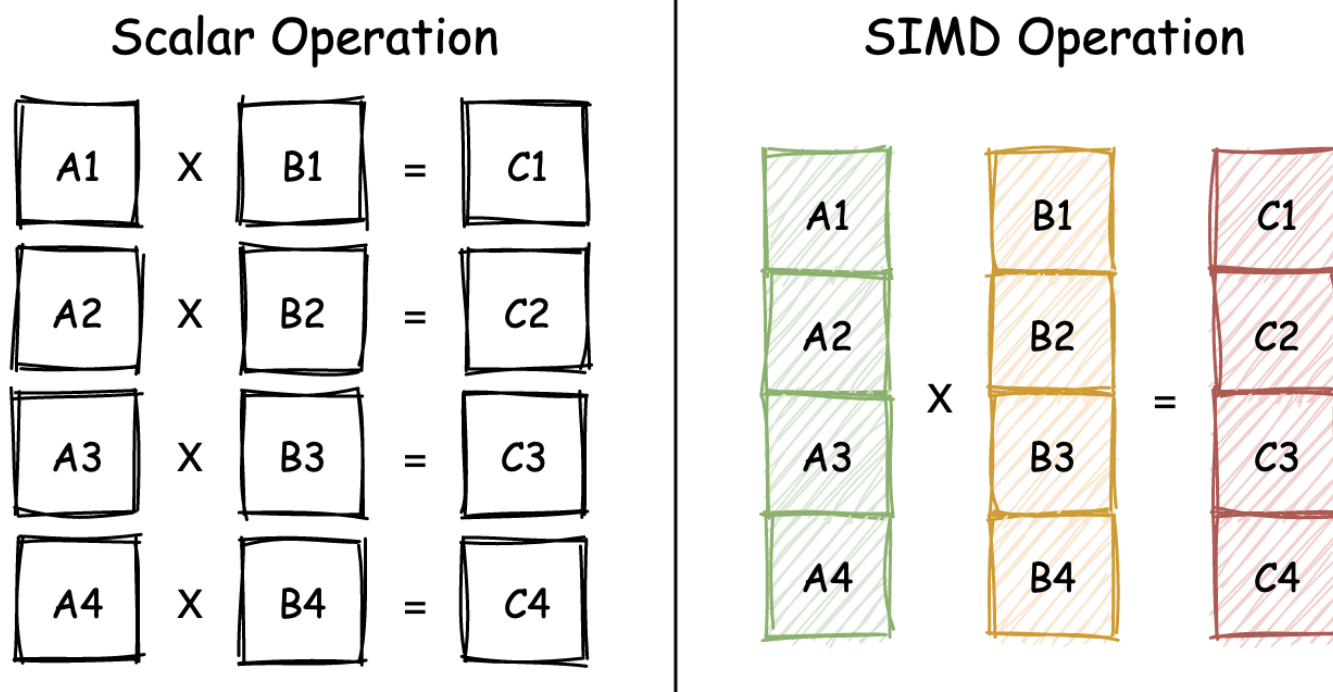 Scalar Operation
A1 X B1 = C1
A2 X B2 = C2
A3 X B3 = C3
A4 X B4 = C4
SIMD Operation
A1 B1 C1
A2 B2 C2
X =
A3 B3 C3
A4 B4 C4